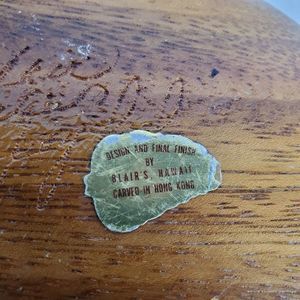 DESIGN AND FINAL FINISH
BY
BLAIR'S, HAWAII
CARVED IN HONG KONG